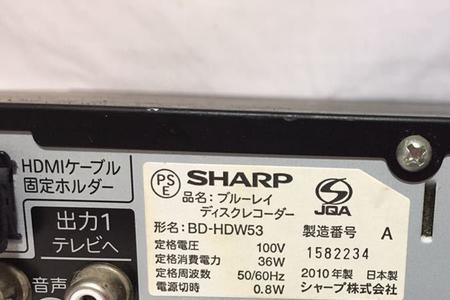 HDMIケーブル
固定ホルダー
出力1
テレビへ
音声
PS
E
SHARP
JQA
品名：ブルーレイ
ディスクレコーダー
形名：BD-HDW53
製造番号 A
定格電圧 100V
1582234
定格消費電力 36W
定格周波数 50/60Hz
2010年製 日本製
電源切時 0.8W
シャープ株式会社